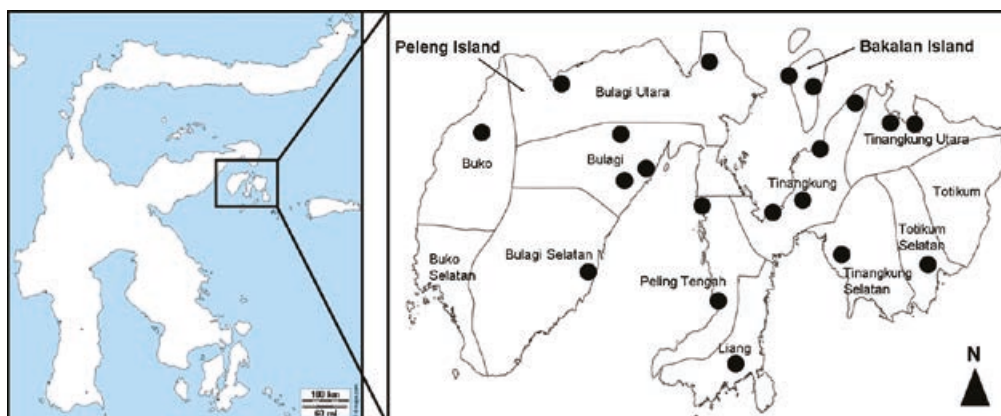 Peleng Island
Bakalan Island
Bulagi Utara
Tinangkung Utara
Buko
Bulagi
Tinangkung
Totikum
Totikum
Selatan
Buko
Selatan
Bulagi Selatan
Peling Tengah
Tinangkung
Selatan
Liang
N
100 km
60 mi